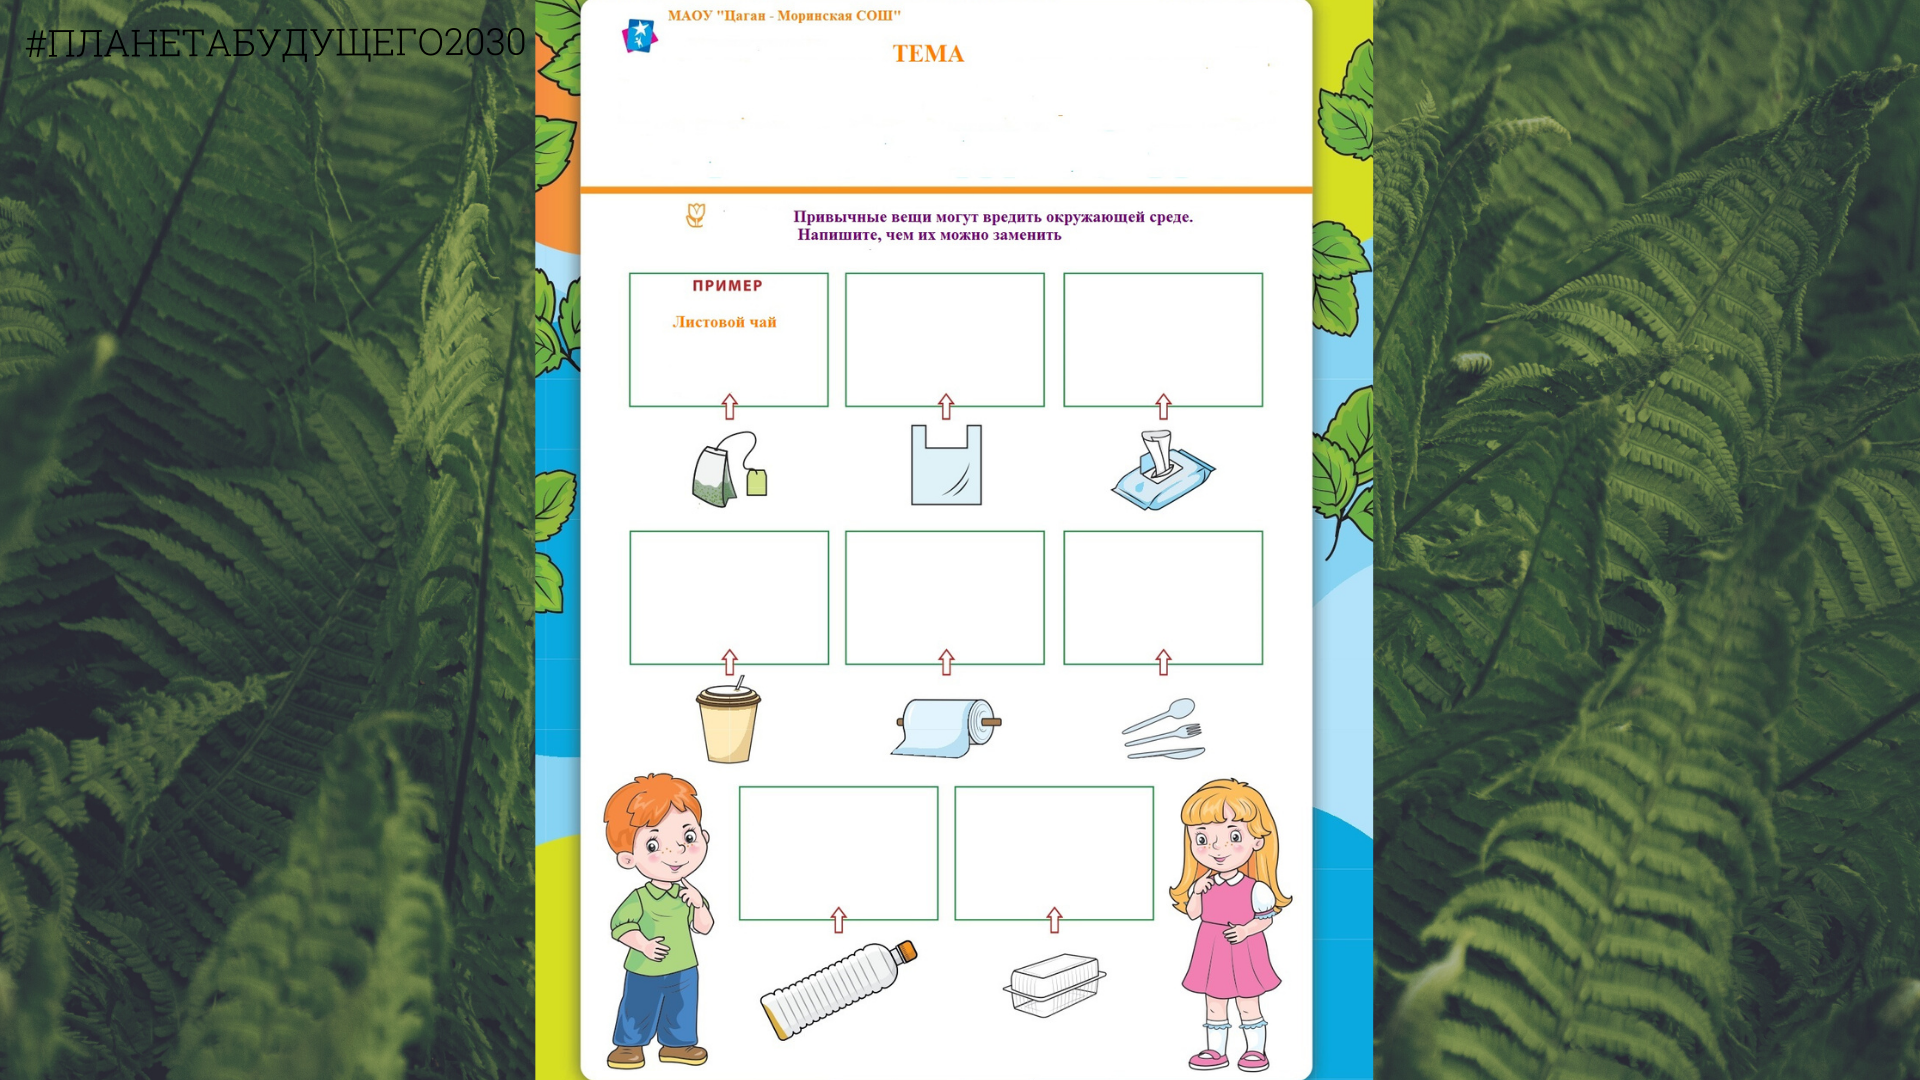 #ПЛАНЕТАБУДУЩЕГО2030
МАОУ "Цаган - Моринская СОШ"
ТЕМА
Привычные вещи могут вредить окружающей среде.
Напишите, чем их можно заменить
ПРИМЕР
Листовой чай